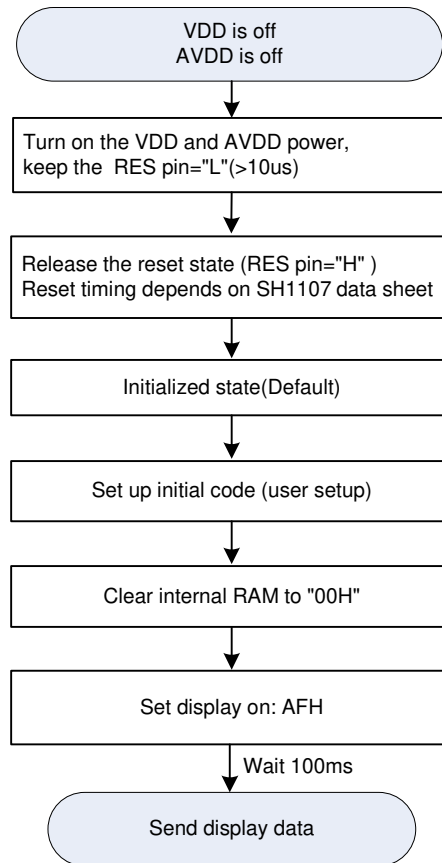 VDD is off
AVDD is off
Turn on the VDD and AVDD power,
keep the RES pin="L"(>10us)
Release the reset state (RES pin="H" )
Reset timing depends on SH1107 data sheet
Initialized state(Default)
Set up initial code (user setup)
Clear internal RAM to "00H"
Set display on: AFH
Wait 100ms
Send display data